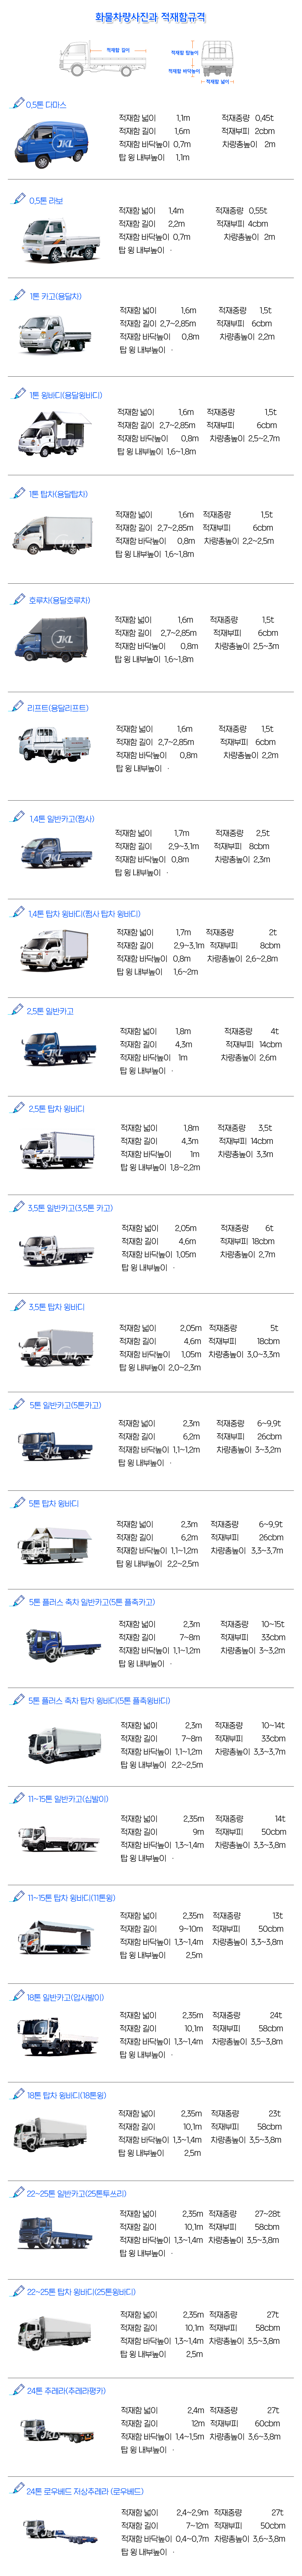 화물차량사진과 적재함규격
적재함 길이
적재함 탑높이
적재함 바닥높이
적재함 넓이
0,5톤 다마스
JKL
적재함 넓이 1,1m 적재중량 0,45t
적재함 길이 1,6m 적재부피 2cbm
적재함 바닥높이 0,7m 차량총높이 2m
탑 윙 내부높이 1,1m
0,5톤 라보
적재함 넓이 1,4m 적재중량 0,55t
적재함 길이 2,2m 적재부피 4cbm
적재함 바닥높이 0,7m 차량총높이 2m
탑 윙 내부높이 -
1톤 카고(용달차)
적재함 넓이 1,6m 적재중량 1,5t
적재함 길이 2,7~2,85m 적재부피 6cbm
적재함 바닥높이 0,8m 차량총높이 2,2m
탑 윙 내부높이 -
1톤 윙바디(용달윙바디)
JKL
적재함 넓이 1,6m 적재중량 1,5t
적재함 길이 2,7~2,85m 적재부피 6cbm
적재함 바닥높이 0,8m 차량총높이 2,5~2,7m
탑 윙 내부높이 1,6~1,8m
1톤 탑차(용달탑차)
JKL
적재함 넓이 1,6m 적재중량 1,5t
적재함 길이 2,7~2,85m 적재부피 6cbm
적재함 바닥높이 0,8m 차량총높이 2,2~2,5m
탑 윙 내부높이 1,6~1,8m
호루차(용달호루차)
JKL
적재함 넓이 1,6m 적재중량 1,5t
적재함 길이 2,7~2,85m 적재부피 6cbm
적재함 바닥높이 0,8m 차량총높이 2,5~3m
탑 윙 내부높이 1,6~1,8m
리프트(용달리프트)
적재함 넓이 1,6m 적재중량 1,5t
적재함 길이 2,7~2,85m 적재부피 6cbm
적재함 바닥높이 0,8m 차량총높이 2,2m
탑 윙 내부높이 -
1,4톤 일반카고(쩜사)
JKL
적재함 넓이 1,7m 적재중량 2,5t
적재함 길이 2,9~3,1m 적재부피 8cbm
적재함 바닥높이 0,8m 차량총높이 2,3m
탑 윙 내부높이 -
1,4톤 탑차 윙바디(쩜사 탑차 윙바디)
적재함 넓이 1,7m 적재중량 2t
적재함 길이 2,9~3,1m 적재부피 8cbm
적재함 바닥높이 0,8m 차량총높이 2,6~2,8m
탑 윙 내부높이 1,6~2m
2,5톤 일반카고
적재함 넓이 1,8m 적재중량 4t
적재함 길이 4,3m 적재부피 14cbm
적재함 바닥높이 1m 차량총높이 2,6m
탑 윙 내부높이 -
2,5톤 탑차 윙바디
적재함 넓이 1,8m 적재중량 3,5t
적재함 길이 4,3m 적재부피 14cbm
적재함 바닥높이 1m 차량총높이 3,3m
탑 윙 내부높이 1,8~2,2m
3,5톤 일반카고(3,5톤 카고)
적재함 넓이 2,05m 적재중량 6t
적재함 길이 4,6m 적재부피 18cbm
적재함 바닥높이 1,05m 차량총높이 2,7m
탑 윙 내부높이 -
3,5톤 탑차 윙바디
JKL
적재함 넓이 2,05m 적재중량 5t
적재함 길이 4,6m 적재부피 18cbm
적재함 바닥높이 1,05m 차량총높이 3,0~3,3m
탑 윙 내부높이 2,0~2,3m
5톤 일반카고(5톤카고)
JKL
적재함 넓이 2,3m 적재중량 6~9,9t
적재함 길이 6,2m 적재부피 26cbm
적재함 바닥높이 1,1~1,2m 차량총높이 3~3,2m
탑 윙 내부높이 -
5톤 탑차 윙바디
적재함 넓이 2,3m 적재중량 6~9,9t
적재함 길이 6,2m 적재부피 26cbm
적재함 바닥높이 1,1~1,2m 차량총높이 3,3~3,7m
탑 윙 내부높이 2,2~2,5m
5톤 플러스 축차 일반카고(5톤 플축카고)
적재함 넓이 2,3m 적재중량 10~15t
적재함 길이 7~8m 적재부피 33cbm
적재함 바닥높이 1,1~1,2m 차량총높이 3~3,2m
탑 윙 내부높이 -
5톤 플러스 축차 탑차 윙바디(5톤 플축윙바디)
적재함 넓이 2,3m 적재중량 10~14t
적재함 길이 7~8m 적재부피 33cbm
적재함 바닥높이 1,1~1,2m 차량총높이 3,3~3,7m
탑 윙 내부높이 2,2~2,5m
11~15톤 일반카고(십발이)
JKL
적재함 넓이 2,35m 적재중량 14t
적재함 길이 9m 적재부피 50cbm
적재함 바닥높이 1,3~1,4m 차량총높이 3,3~3,8m
탑 윙 내부높이 -
11~15톤 탑차 윙바디(11톤윙)
적재함 넓이 2,35m 적재중량 13t
적재함 길이 9~10m 적재부피 50cbm
적재함 바닥높이 1,3~1,4m 차량총높이 3,3~3,8m
탑 윙 내부높이 2,5m
18톤 일반카고(압사발이)
적재함 넓이 2,35m 적재중량 24t
적재함 길이 10,1m 적재부피 58cbm
적재함 바닥높이 1,3~1,4m 차량총높이 3,5~3,8m
탑 윙 내부높이 -
18톤 탑차 윙바디(18톤윙)
적재함 넓이 2,35m 적재중량 23t
적재함 길이 10,1m 적재부피 58cbm
적재함 바닥높이 1,3~1,4m 차량총높이 3,5~3,8m
탑 윙 내부높이 2,5m
22~25톤 일반카고(25톤투쓰리)
적재함 넓이 2,35m 적재중량 27~28t
적재함 길이 10,1m 적재부피 58cbm
적재함 바닥높이 1,3~1,4m 차량총높이 3,5~3,8m
탑 윙 내부높이 -
22~25톤 탑차 윙바디(25톤윙바디)
적재함 넓이 2,35m 적재중량 27t
적재함 길이 10,1m 적재부피 58cbm
적재함 바닥높이 1,3~1,4m 차량총높이 3,5~3,8m
탑 윙 내부높이 2,5m
24톤 추레라(추레라평카)
적재함 넓이 2,4m 적재중량 27t
적재함 길이 12m 적재부피 60cbm
적재함 바닥높이 1,4~1,5m 차량총높이 3,6~3,8m
탑 윙 내부높이 -
24톤 로우베드 저상추레라 (로우베드)
적재함 넓이 2,4~2,9m 적재중량 27t
적재함 길이 7~12m 적재부피 50cbm
적재함 바닥높이 0,4~0,7m 차량총높이 3,6~3,8m
탑 윙 내부높이 -